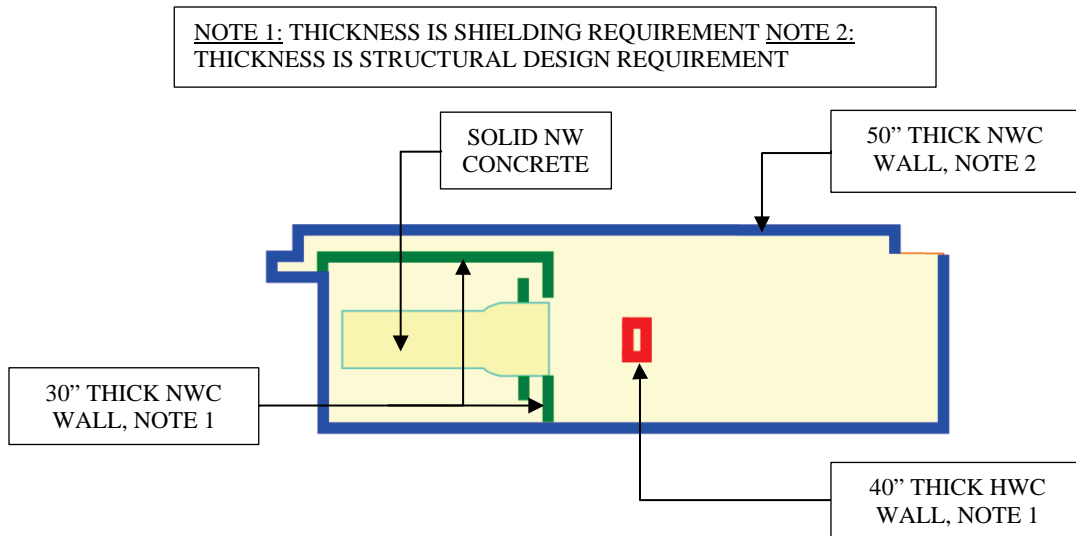 NOTE 1: THICKNESS IS SHIELDING REQUIREMENT NOTE 2:
THICKNESS IS STRUCTURAL DESIGN REQUIREMENT
SOLID NW
CONCRETE
50” THICK NWC
WALL, NOTE 2
30” THICK NWC
WALL, NOTE 1
40” THICK HWC
WALL, NOTE 1